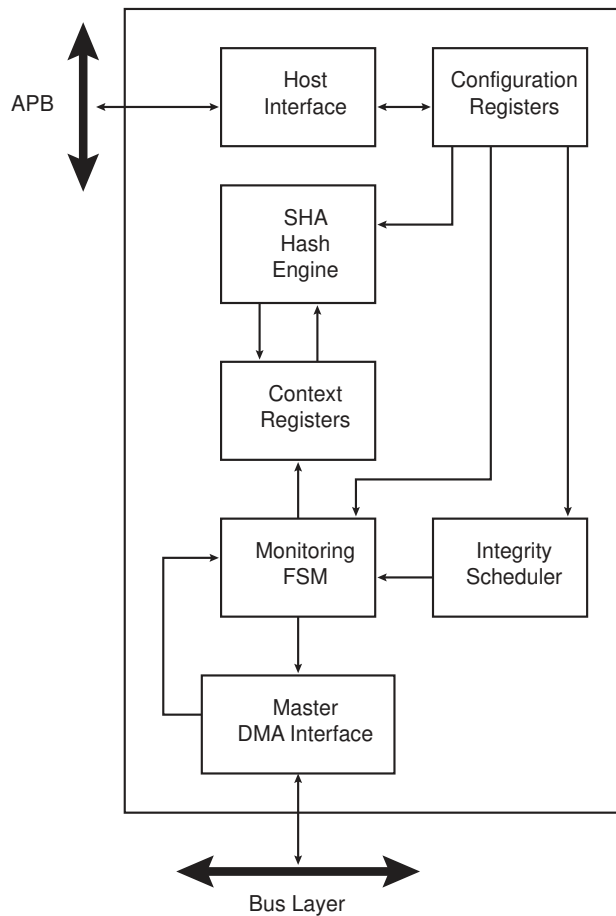 APB
Host
Interface
Configuration
Registers
SHA
Hash
Engine
Context
Registers
Monitoring
FSM
Integrity
Scheduler
Master
DMA Interface
Bus Layer